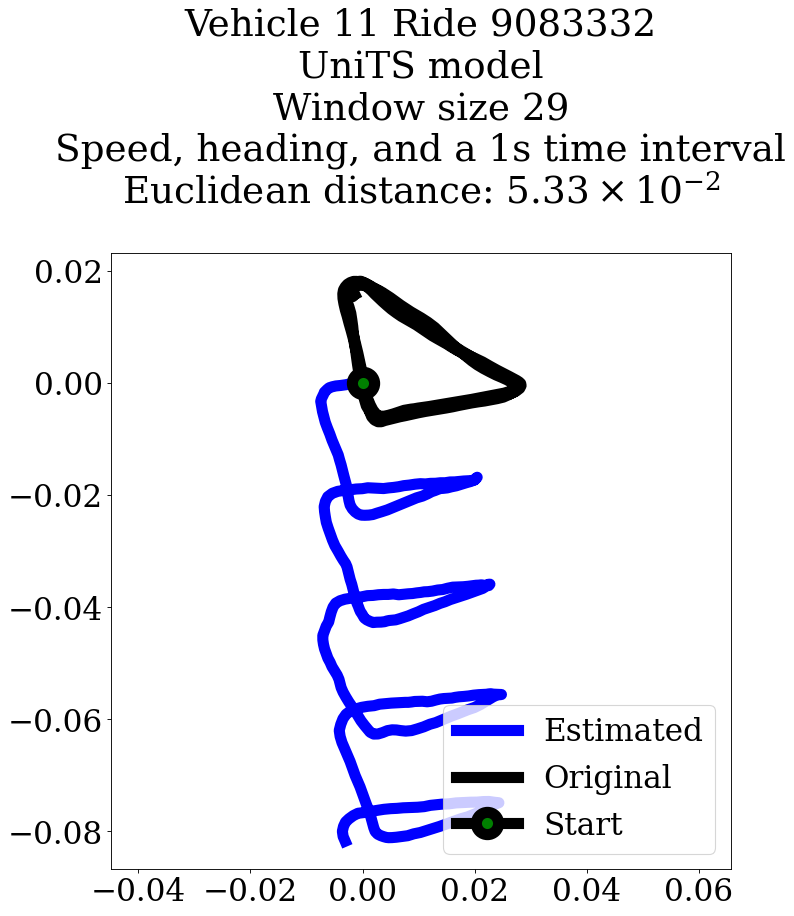 Vehicle 11 Ride 9083332
UniTS model
Window size 29
Speed, heading, and a 1s time interval
Euclidean distance: 5.33 × 10⁻²
0.02
0.00
−0.02
−0.04
−0.06
−0.08
Estimated
Original
Start
−0.04 −0.02 0.00 0.02 0.04 0.06